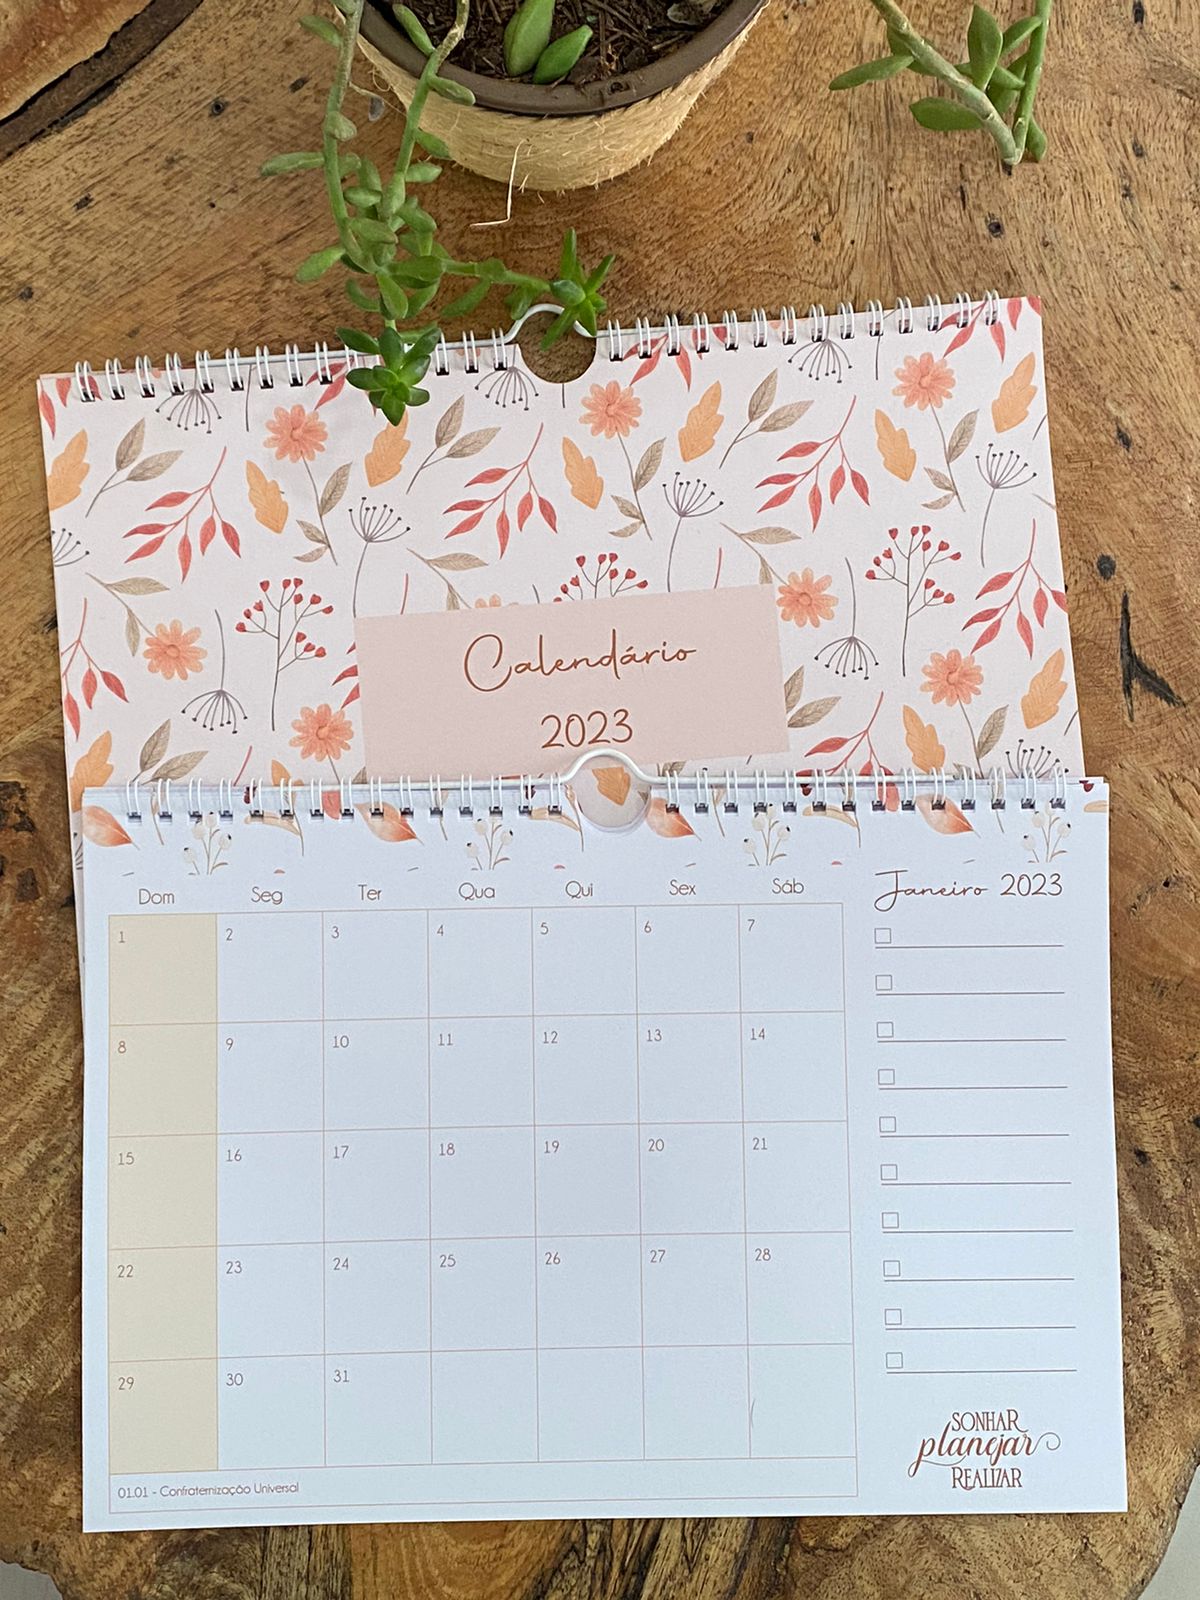 Calendário
2023
Janeiro 2023
Dom Seg Ter Qua Qui Sex Sáb
1 2 3 4 5 6 7
8 9 10 11 12 13 14
15 16 17 18 19 20 21
22 23 24 25 26 27 28
29 30 31
01.01 - Confraternização Universal
SONHAR
planejar
REALIZAR